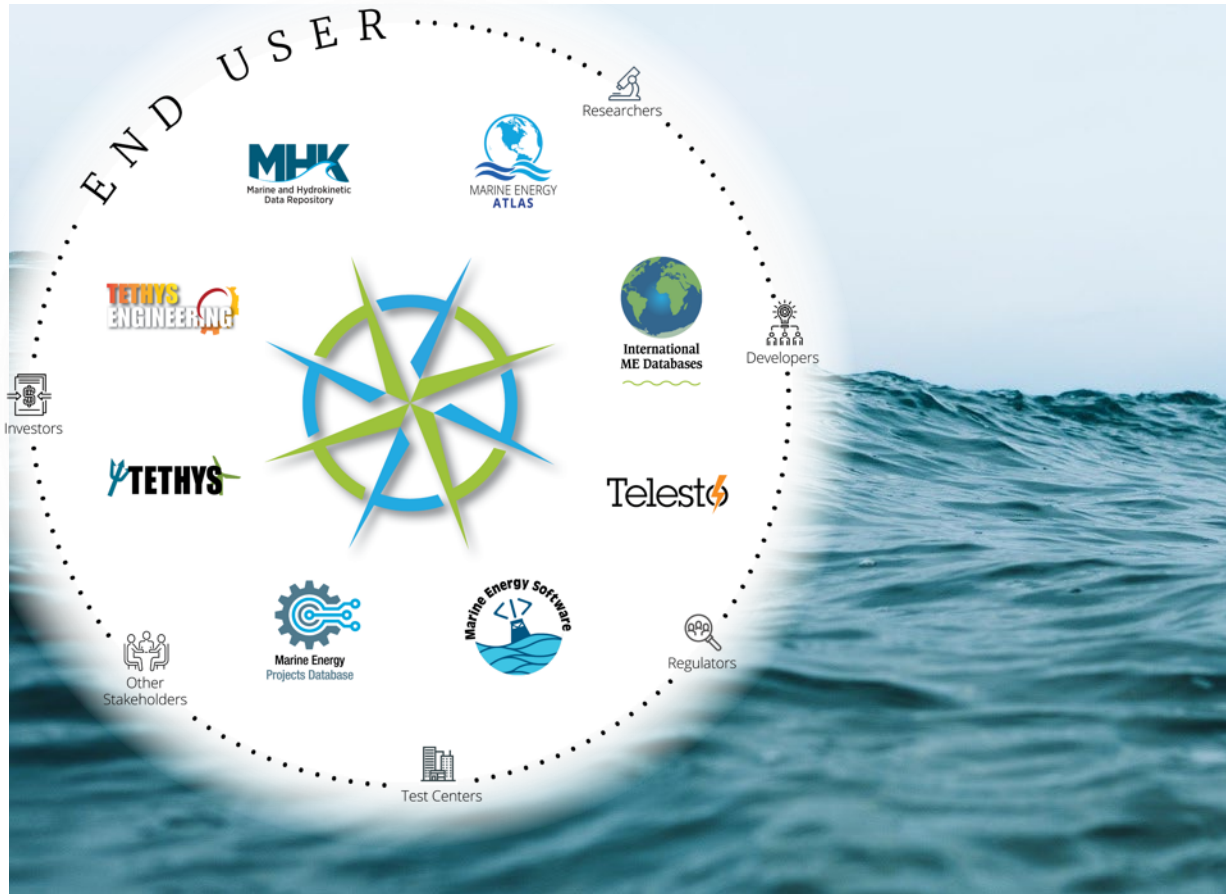 END USER
Researchers
MHK
Marine and Hydrokinetic
Data Repository
MARINE ENERGY
ATLAS
TETHYS
ENGINEERING
International
ME Databases
Developers
Investors
TETHYS
Telesto
Marine Energy Software
</>
Marine Energy
Projects Database
Regulators
Other
Stakeholders
Test Centers